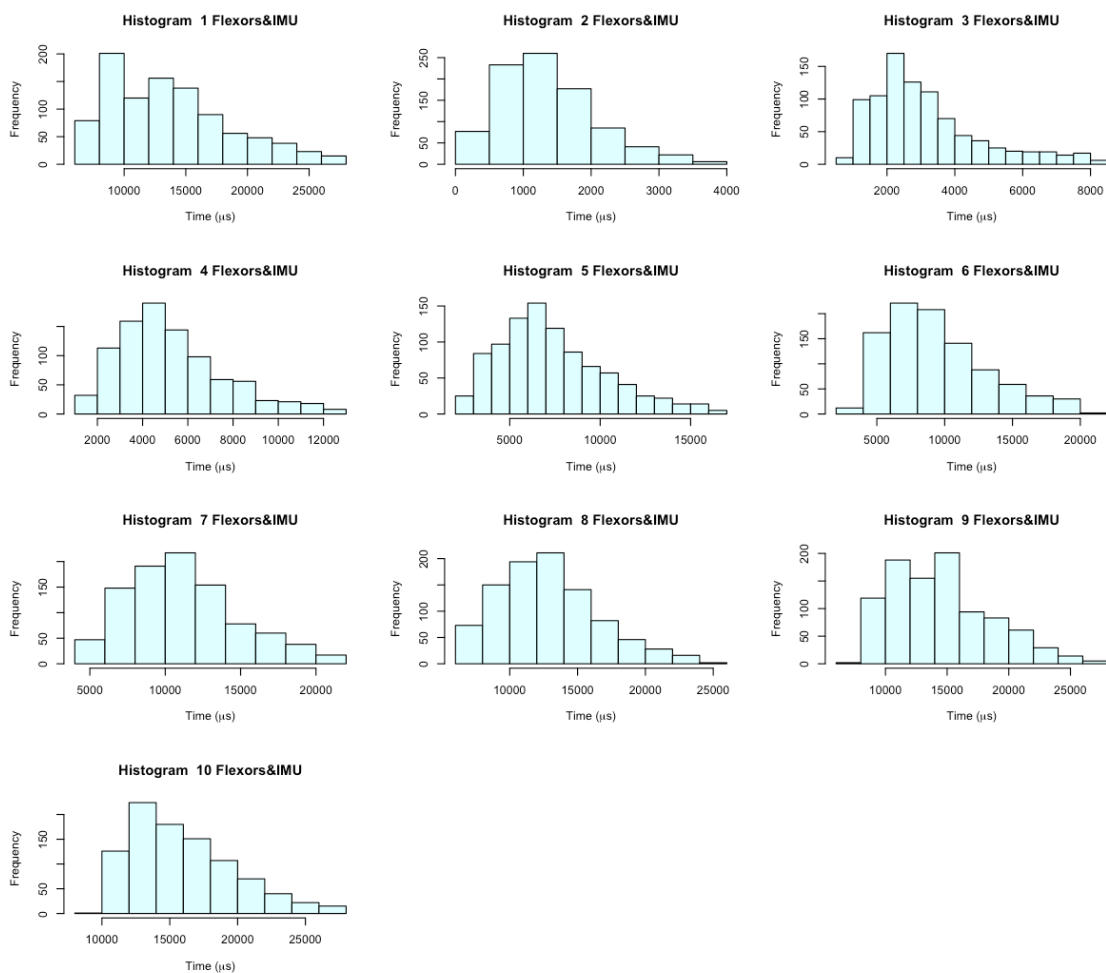 Histogram 1 Flexors&IMU
Frequency
0 50 100 150 200
10000 15000 20000 25000
Time (μs)
Histogram 2 Flexors&IMU
Frequency
0 50 100 150 200 250
0 1000 2000 3000 4000
Time (μs)
Histogram 3 Flexors&IMU
Frequency
0 50 100 150
2000 4000 6000 8000
Time (μs)
Histogram 4 Flexors&IMU
Frequency
0 50 100
2000 4000 6000 8000 10000 12000
Time (μs)
Histogram 5 Flexors&IMU
Frequency
0 50 100 150
5000 10000 15000
Time (μs)
Histogram 6 Flexors&IMU
Frequency
0 50 150
5000 10000 15000 20000
Time (μs)
Histogram 7 Flexors&IMU
Frequency
0 50 150
5000 10000 15000 20000
Time (μs)
Histogram 8 Flexors&IMU
Frequency
0 50 100 200
10000 15000 20000 25000
Time (μs)
Histogram 9 Flexors&IMU
Frequency
0 50 100 200
10000 15000 20000 25000
Time (μs)
Histogram 10 Flexors&IMU
Frequency
0 50 150
10000 15000 20000 25000
Time (μs)